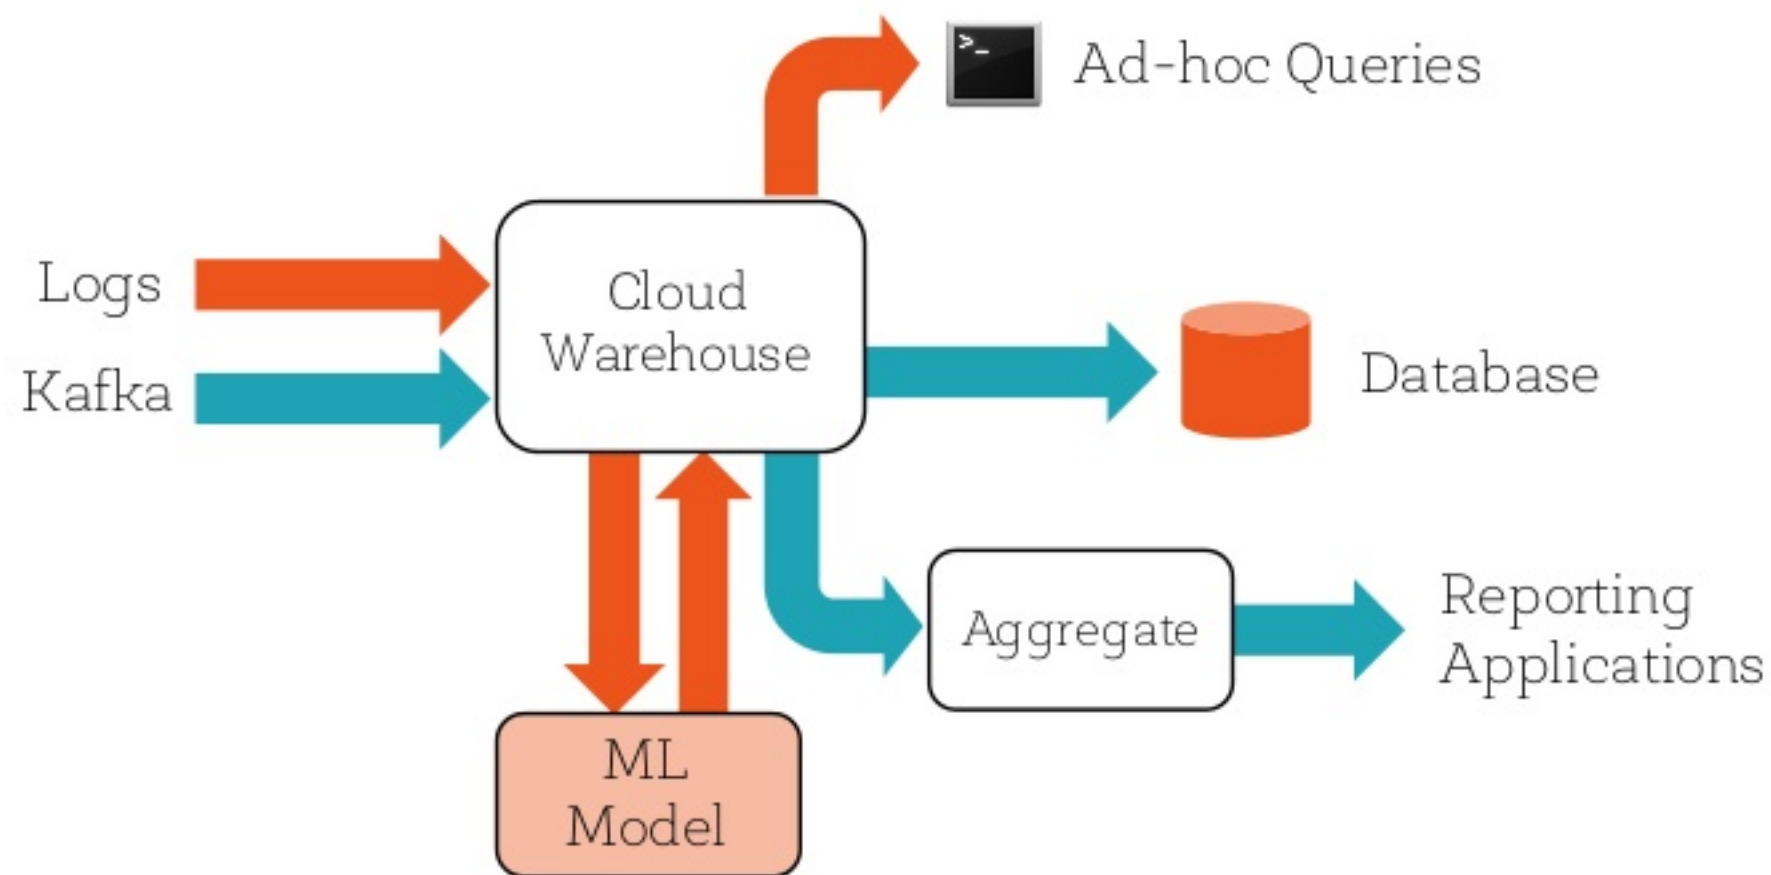 >_
Ad-hoc Queries
Logs
Kafka
Cloud
Warehouse
Database
Aggregate
Reporting
Applications
ML
Model